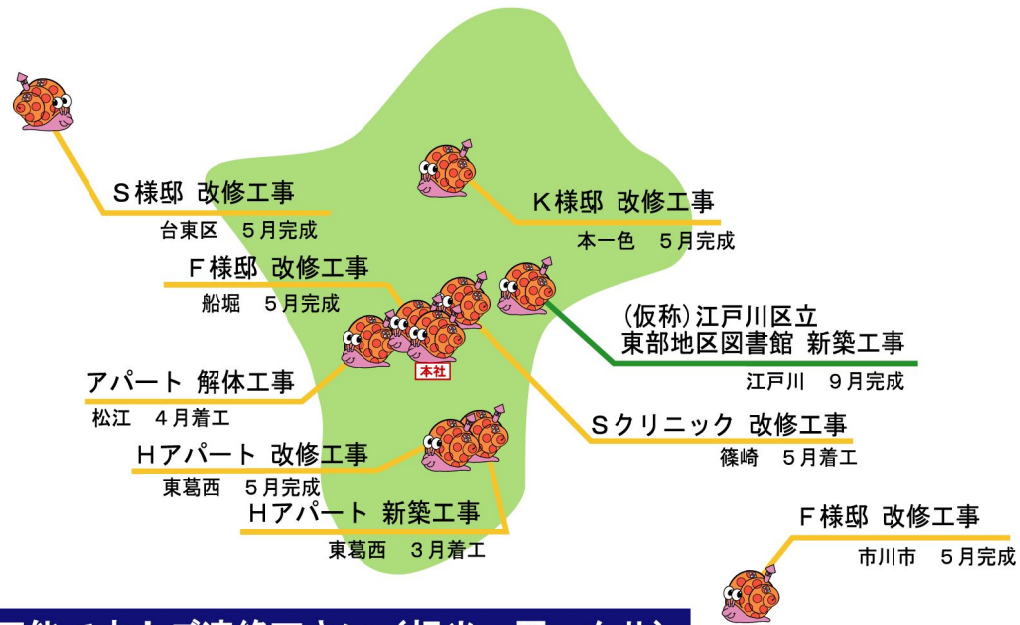 S様邸 改修工事
台東区 5月完成
K様邸 改修工事
本一色 5月完成
F様邸 改修工事
船堀 5月完成
(仮称)江戸川区立
東部地区図書館 新築工事
江戸川 9月完成
本社
アパート 解体工事
松江 4月着工
Sクリニック 改修工事
篠崎 5月着工
Hアパート 改修工事
東葛西 5月完成
Hアパート 新築工事
東葛西 3月着工
F様邸 改修工事
市川市 5月完成